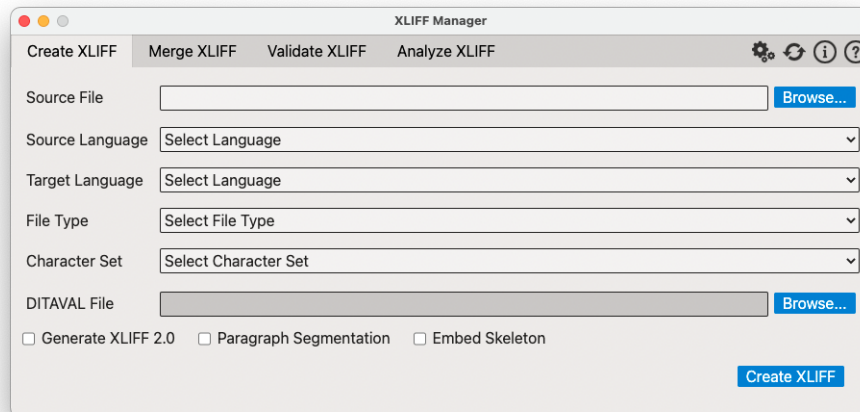 XLIFF Manager
Create XLIFF Merge XLIFF Validate XLIFF Analyze XLIFF
Source File Browse...
Source Language Select Language
Target Language Select Language
File Type Select File Type
Character Set Select Character Set
DITAVAL File Browse...
Generate XLIFF 2.0 Paragraph Segmentation Embed Skeleton
Create XLIFF